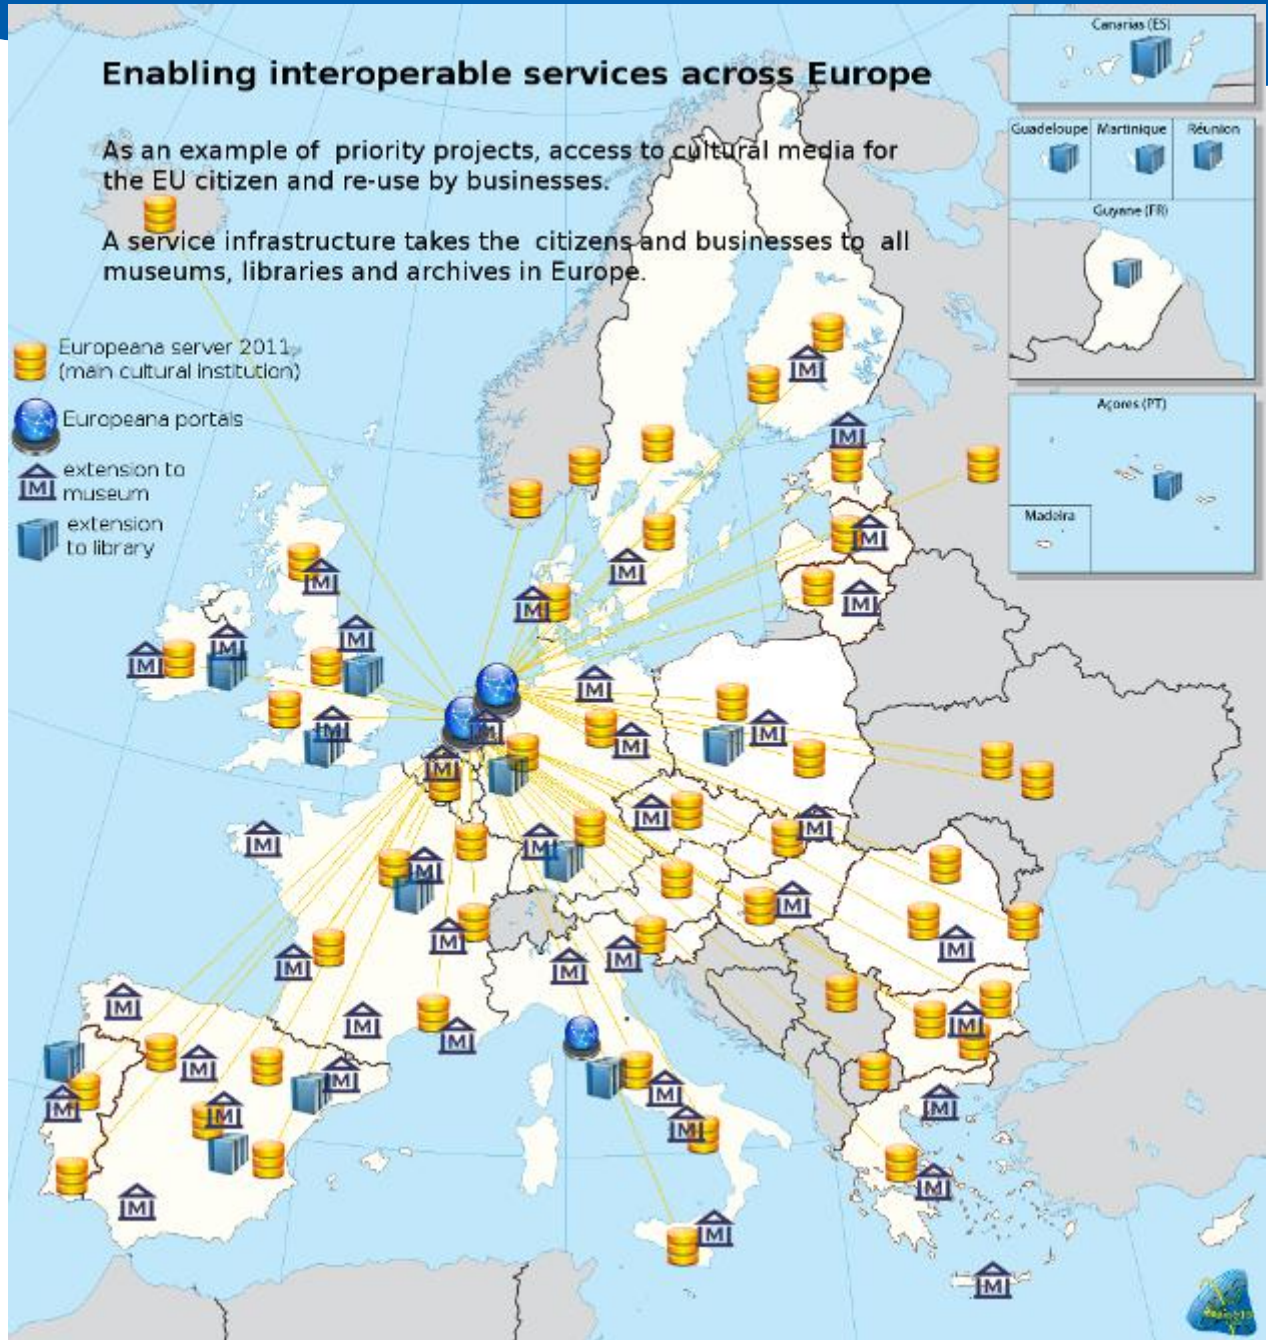 Enabling interoperable services across Europe
As an example of priority projects, access to cultural media for
the EU citizen and re-use by businesses.
A service infrastructure takes the citizens and businesses to all
museums, libraries and archives in Europe.
Europeana server 2011
(main cultural institution)
Europeana portals
M extension to
museum
extension
to library
Canarias (ES)
Guadeloupe Martinique Réunion
Guyane (FR)
Açores (PT)
Madeira